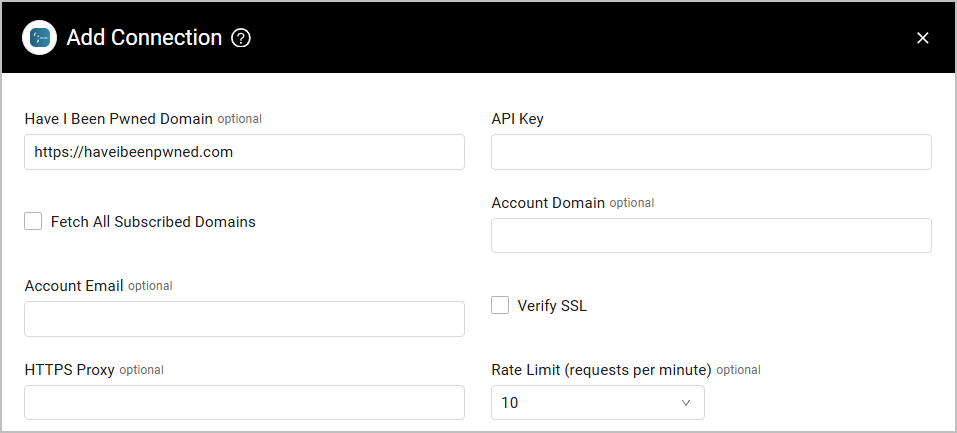 Add Connection ?
Have I Been Pwned Domain optional
https://haveibeenpwned.com
API Key
Fetch All Subscribed Domains
Account Domain optional
Account Email optional
Verify SSL
HTTPS Proxy optional
Rate Limit (requests per minute) optional
10